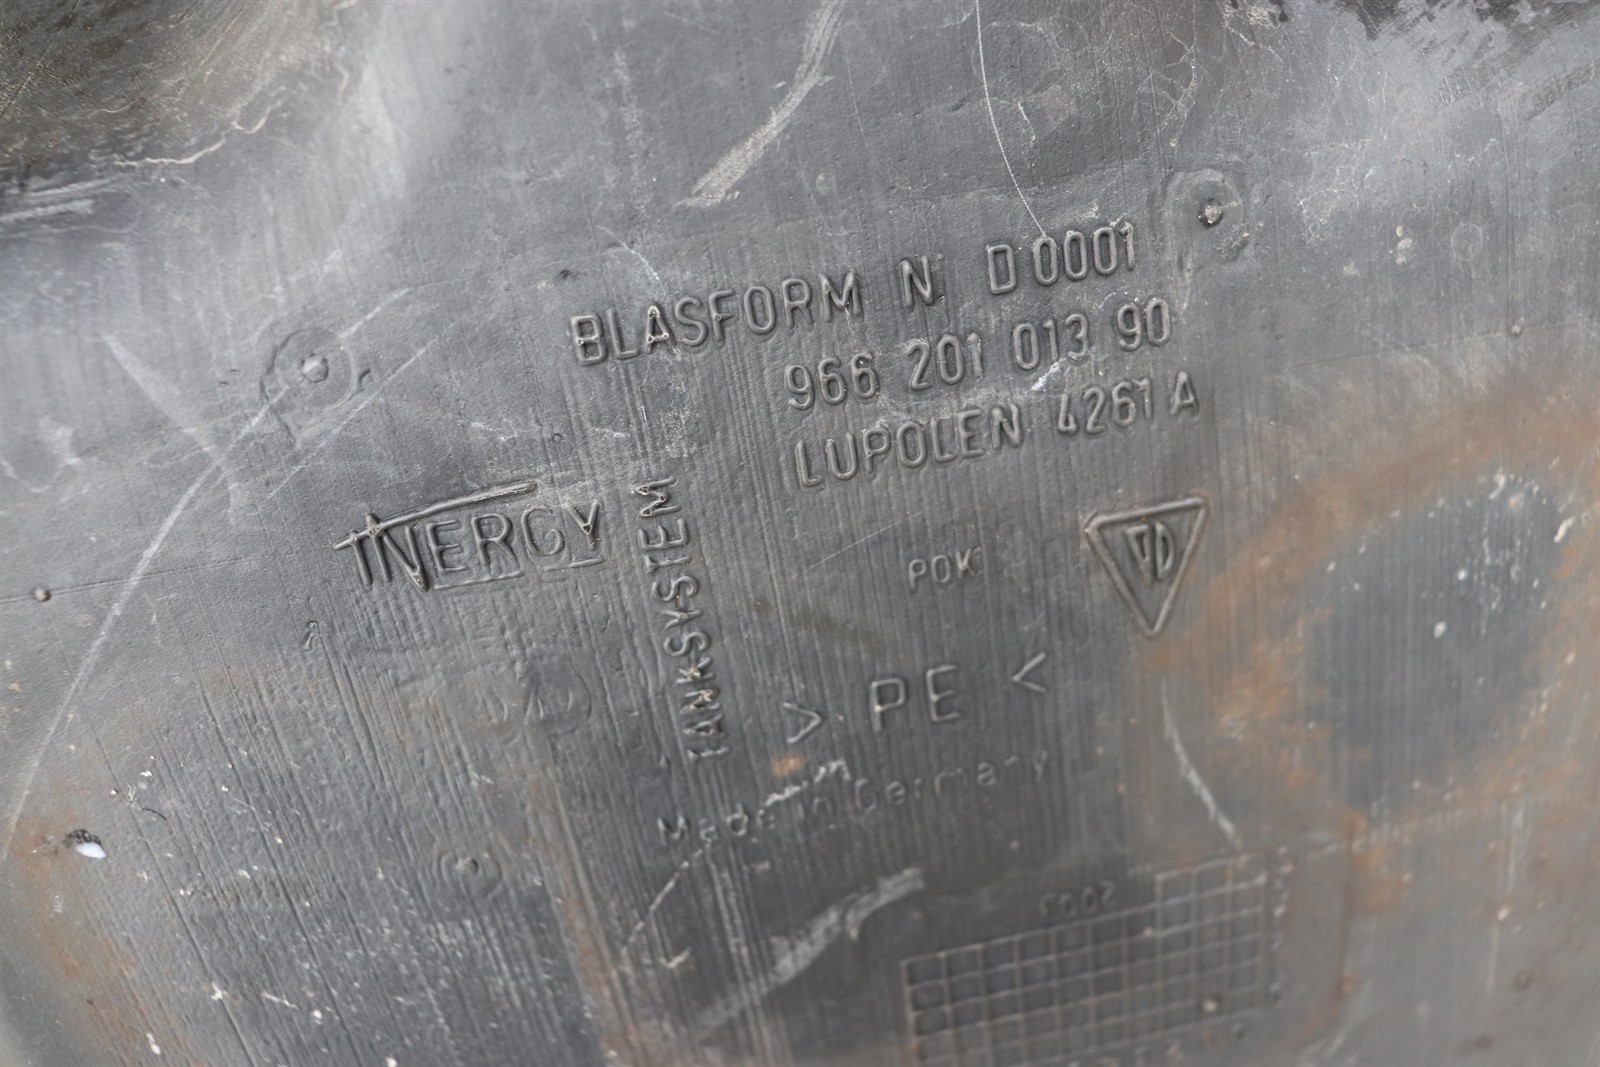 BLASFORM N. D0001
966 201 013 90
LUPOLEN 4261 A
INERGY
TANKSYSTEM
POK
> PE <
Made in Germany